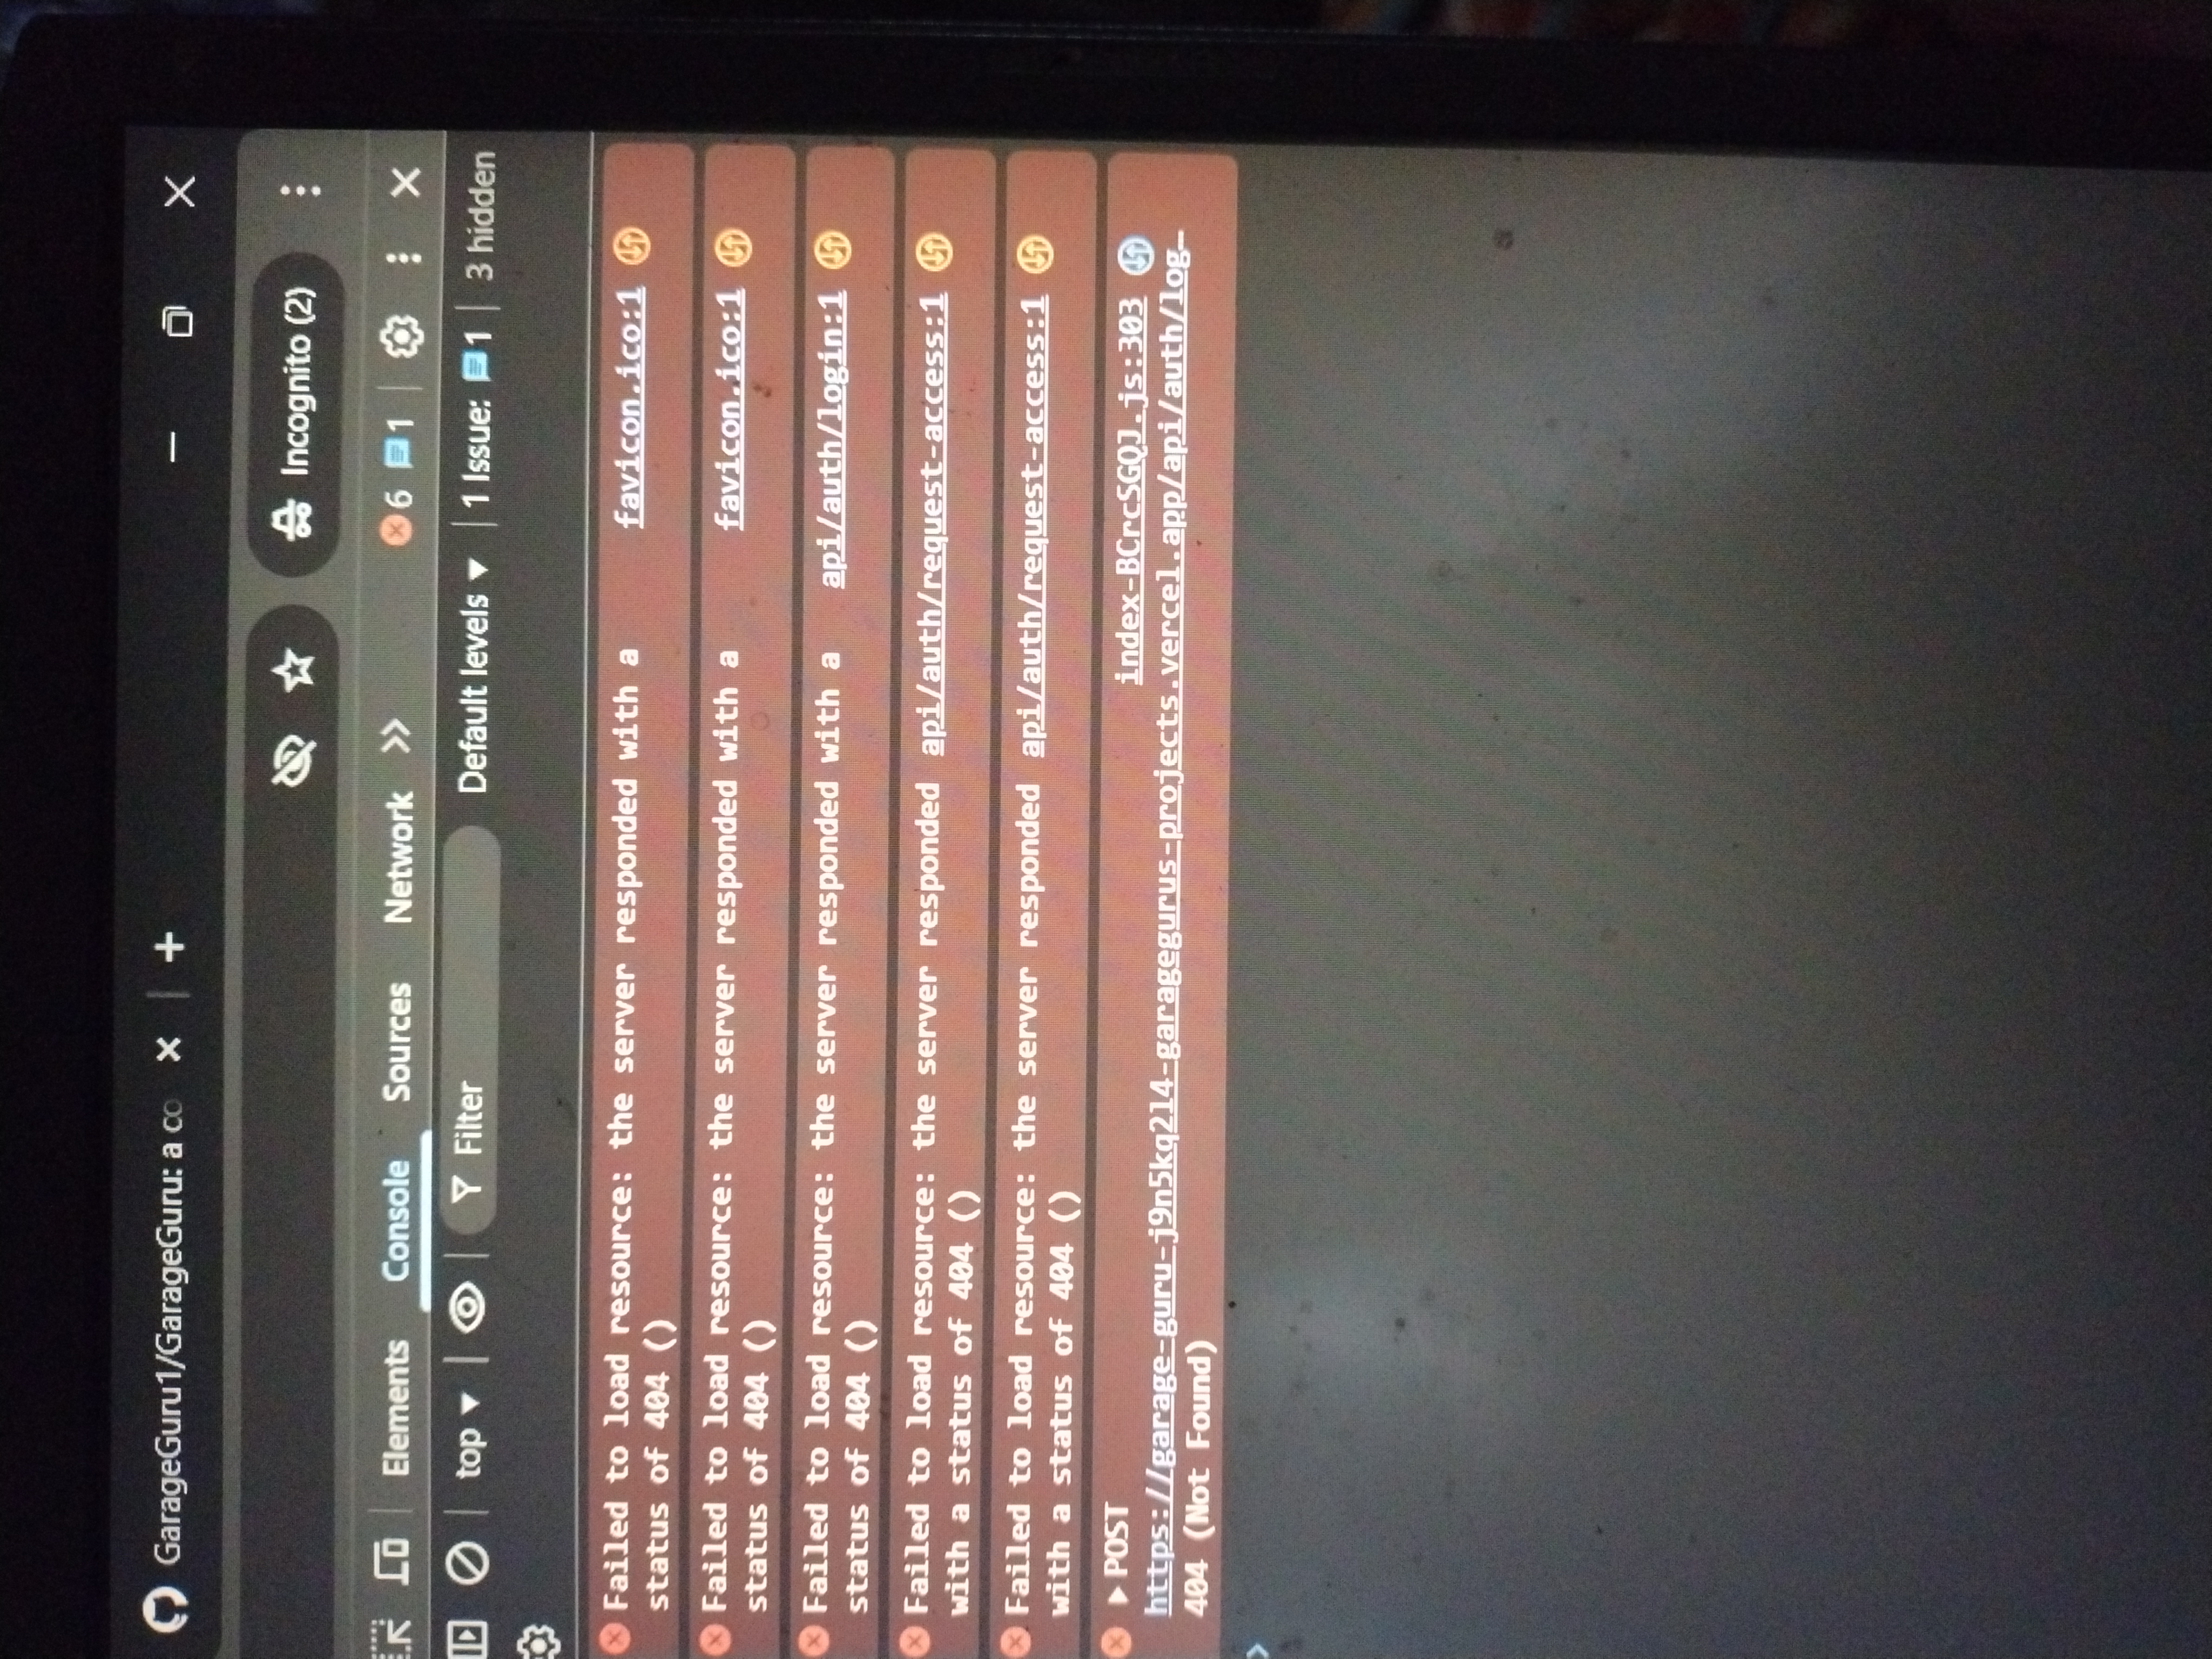 GarageGuru1/GarageGuru: a co
Incognito (2)
Elements Console Sources Network 6 1
top Filter Default levels 1 Issue: 1 3 hidden
Failed to load resource: the server responded with a favicon.ico:1
status of 404 ()
Failed to load resource: the server responded with a favicon.ico:1
status of 404 ()
Failed to load resource: the server responded with a api/auth/login:1
status of 404 ()
Failed to load resource: the server responded api/auth/request-access:1
with a status of 404 ()
Failed to load resource: the server responded api/auth/request-access:1
with a status of 404 ()
POST index-BCrcSGQJ.js:303
https://garage-guru-j9n5kq2l4-garagegurus-projects.vercel.app/api/auth/log…
404 (Not Found)